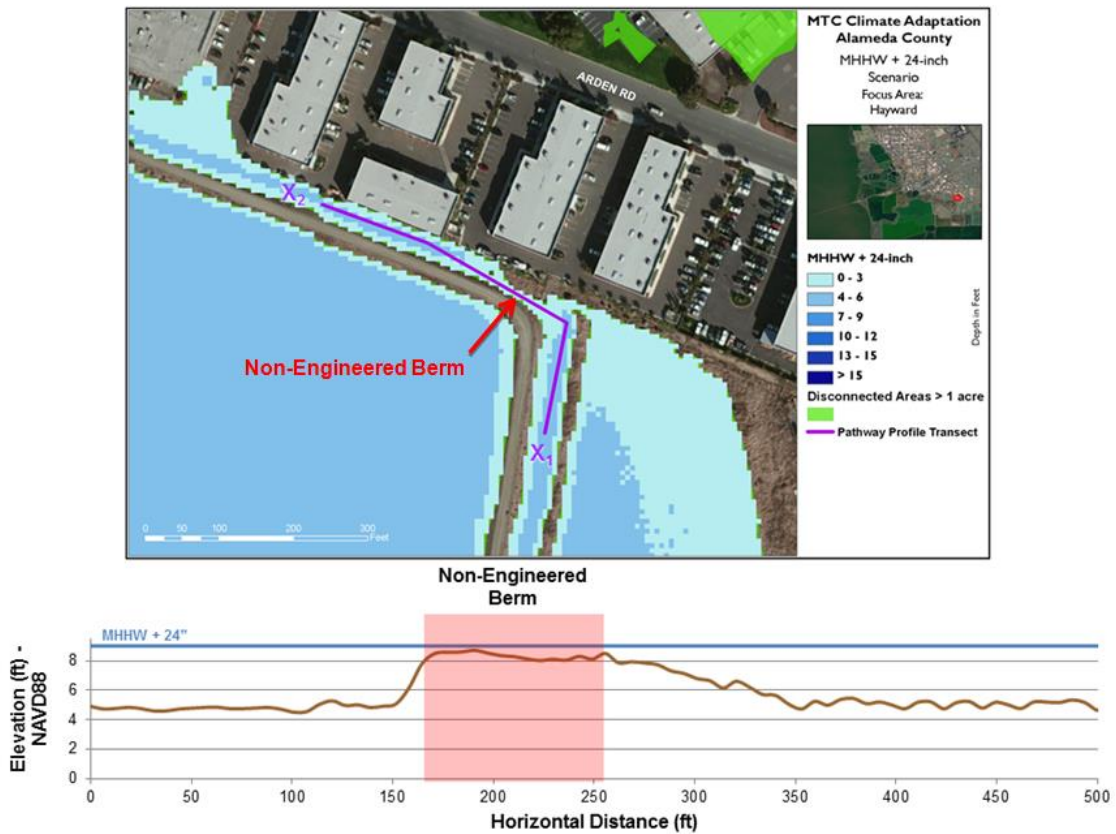 MTC Climate Adaptation
Alameda County
MHHW + 24-inch
Scenario
Focus Area:
Hayward
ARDEN RD
X2
Non-Engineered Berm
X1
0 50 100 200 300
Feet
MHHW + 24-inch
0 - 3
4 - 6
7 - 9
10 - 12
13 - 15
> 15
Depth in Feet
Disconnected Areas > 1 acre
Pathway Profile Transect
Non-Engineered
Berm
MHHW + 24"
Elevation (ft) -
NAVD88
8
6
4
2
0
0 50 100 150 200 250 300 350 400 450 500
Horizontal Distance (ft)